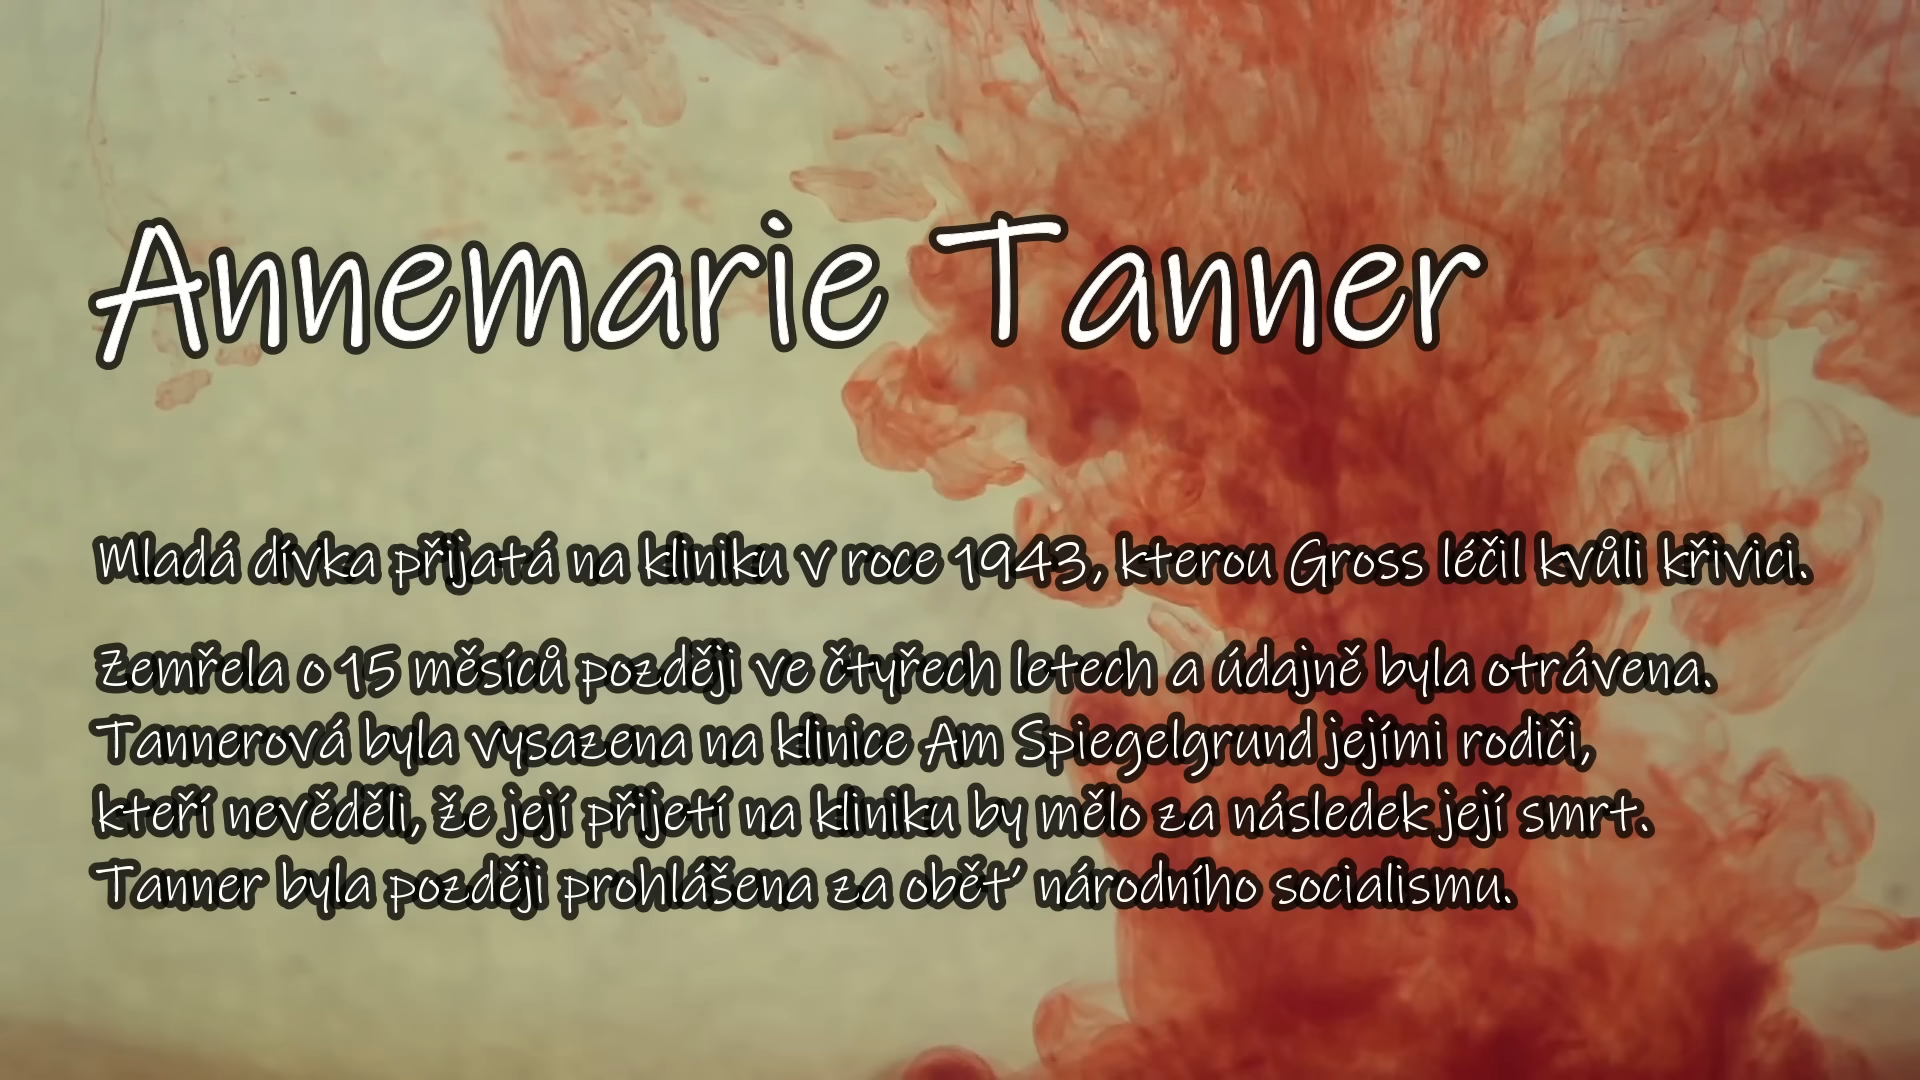 Annemarie Tanner
Mladá dívka přijatá na kliniku v roce 1943, kterou Gross léčil kvůli křivici.
Zemřela o 15 měsíců později ve čtyřech letech a údajně byla otrávena.
Tannerová byla vysazena na klinice Am Spiegelgrund jejími rodiči,
kteří nevěděli, že její přijetí na kliniku by mělo za následek její smrt.
Tanner byla později prohlášena za oběť národního socialismu.